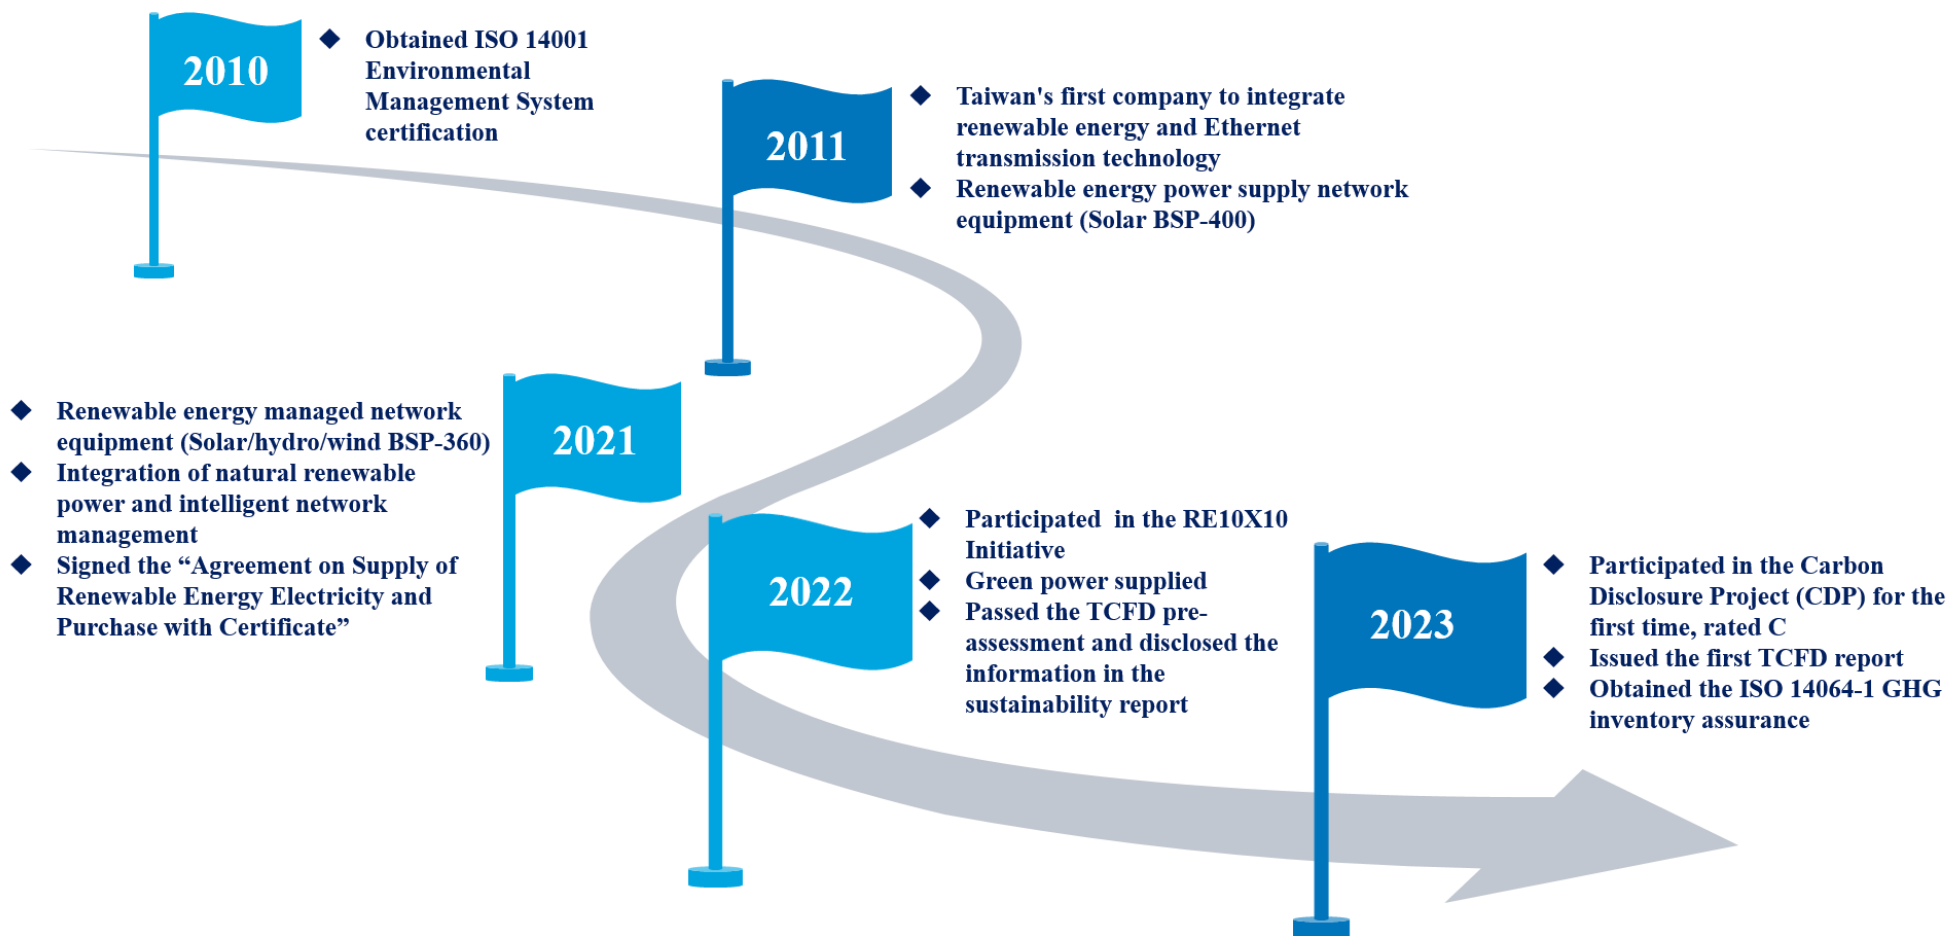 2010
◆ Obtained ISO 14001
Environmental
Management System
certification
2011
◆ Taiwan's first company to integrate
renewable energy and Ethernet
transmission technology
◆ Renewable energy power supply network
equipment (Solar BSP-400)
2021
◆ Renewable energy managed network
equipment (Solar/hydro/wind BSP-360)
◆ Integration of natural renewable
power and intelligent network
management
◆ Signed the “Agreement on Supply of
Renewable Energy Electricity and
Purchase with Certificate”
2022
◆ Participated in the RE10X10
Initiative
◆ Green power supplied
◆ Passed the TCFD pre-
assessment and disclosed the
information in the
sustainability report
2023
◆ Participated in the Carbon
Disclosure Project (CDP) for the
first time, rated C
◆ Issued the first TCFD report
◆ Obtained the ISO 14064-1 GHG
inventory assurance